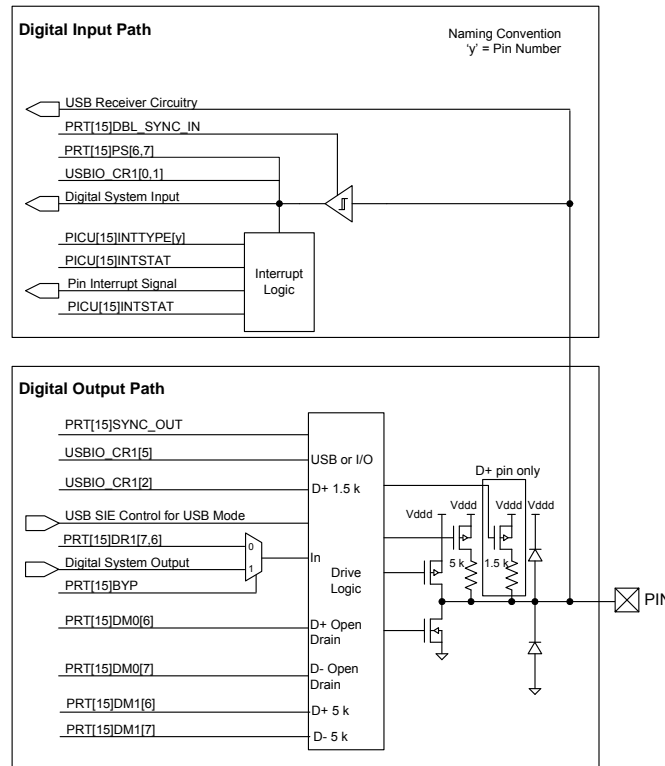 Digital Input Path
Naming Convention
'y' = Pin Number
USB Receiver Circuitry
PRT[15]DBL_SYNC_IN
PRT[15]PS[6,7]
USBIO_CR1[0,1]
Digital System Input
PICU[15]INTTYPE[y]
PICU[15]INTSTAT
Pin Interrupt Signal
PICU[15]INTSTAT
Interrupt
Logic
Digital Output Path
PRT[15]SYNC_OUT
USBIO_CR1[5]
USB or I/O
USBIO_CR1[2]
D+ 1.5 k
D+ pin only
USB SIE Control for USB Mode
Vddd
Vddd
Vddd
Vddd
PRT[15]DR1[7,6]
0
Digital System Output
1
In
PRT[15]BYP
Drive
Logic
5 k
1.5 k
PIN
PRT[15]DM0[6]
D+ Open
Drain
PRT[15]DM0[7]
D- Open
Drain
PRT[15]DM1[6]
D+ 5 k
PRT[15]DM1[7]
D- 5 k